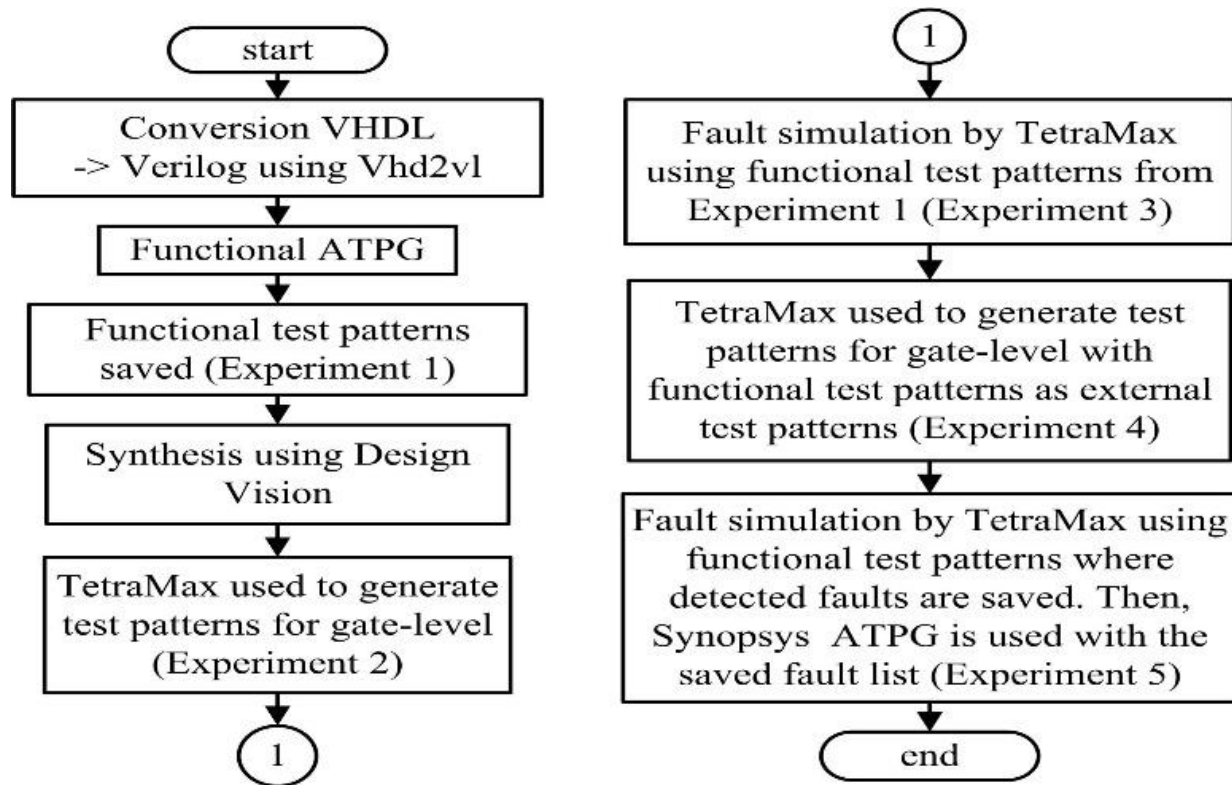 start
Conversion VHDL
-> Verilog using Vhd2vl
Functional ATPG
Functional test patterns
saved (Experiment 1)
Synthesis using Design
Vision
TetraMax used to generate
test patterns for gate-level
(Experiment 2)
1
1
Fault simulation by TetraMax
using functional test patterns from
Experiment 1 (Experiment 3)
TetraMax used to generate test
patterns for gate-level with
functional test patterns as external
test patterns (Experiment 4)
Fault simulation by TetraMax using
functional test patterns where
detected faults are saved. Then,
Synopsys ATPG is used with the
saved fault list (Experiment 5)
end